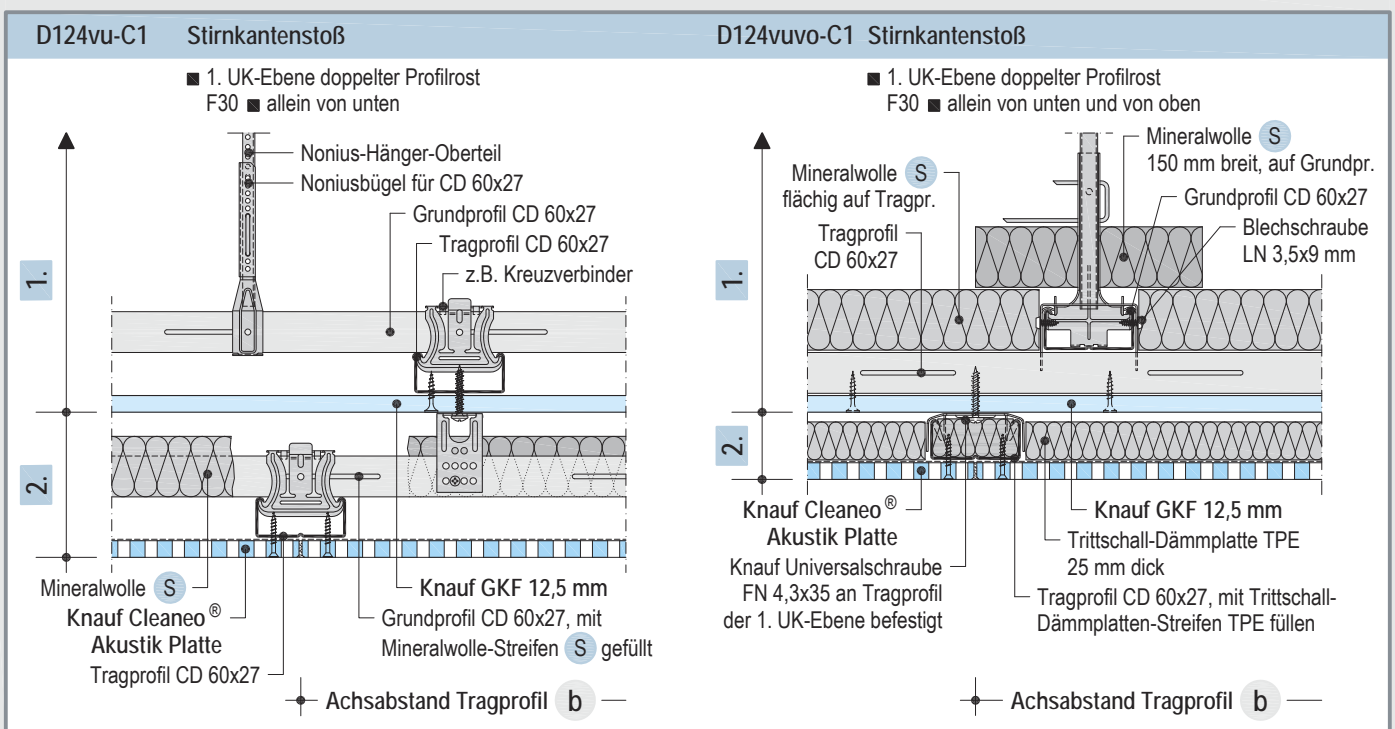 D124vu-C1 Stirnkantenstoß
■ 1. UK-Ebene doppelter Profilrost
F30 ■ allein von unten
Nonius-Hänger-Oberteil
Noniusbügel für CD 60x27
Grundprofil CD 60x27
Tragprofil CD 60x27
z.B. Kreuzverbinder
1.
2.
Mineralwolle S
Knauf Cleaneo®
Akustik Platte
Tragprofil CD 60x27
Knauf GKF 12,5 mm
Grundprofil CD 60x27, mit
Mineralwolle-Streifen S gefüllt
Achsabstand Tragprofil b
D124vuvo-C1 Stirnkantenstoß
■ 1. UK-Ebene doppelter Profilrost
F30 ■ allein von unten und von oben
Mineralwolle S
flächig auf Tragpr.
Tragprofil
CD 60x27
Mineralwolle S
150 mm breit, auf Grundpr.
Grundprofil CD 60x27
Blechschraube
LN 3,5x9 mm
1.
2.
Knauf Cleaneo®
Akustik Platte
Knauf Universalschraube
FN 4,3x35 an Tragprofil
der 1. UK-Ebene befestigt
Knauf GKF 12,5 mm
Trittschall-Dämmplatte TPE
25 mm dick
Tragprofil CD 60x27, mit Trittschall-
Dämmplatten-Streifen TPE füllen
Achsabstand Tragprofil b